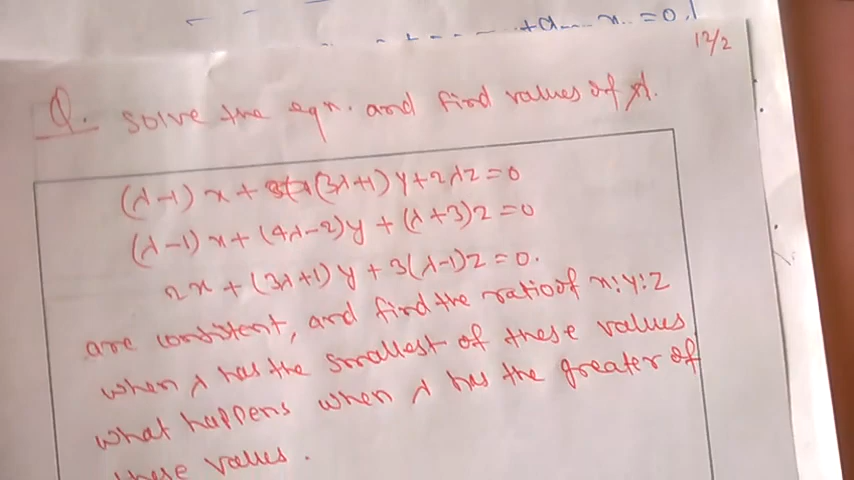 +a.... x.. = 0.
12/2
Q. Solve the eqn. and find values of λ.
(λ-1)x + (3λ+1)y + 2λz = 0
(λ-1)x + (4λ-2)y + (λ+3)z = 0
2x + (3λ+1)y + 3(λ-1)z = 0.
are consistent, and find the ratio of x:y:z
when λ has the smallest of these values
what happens when λ has the greater of
these values.